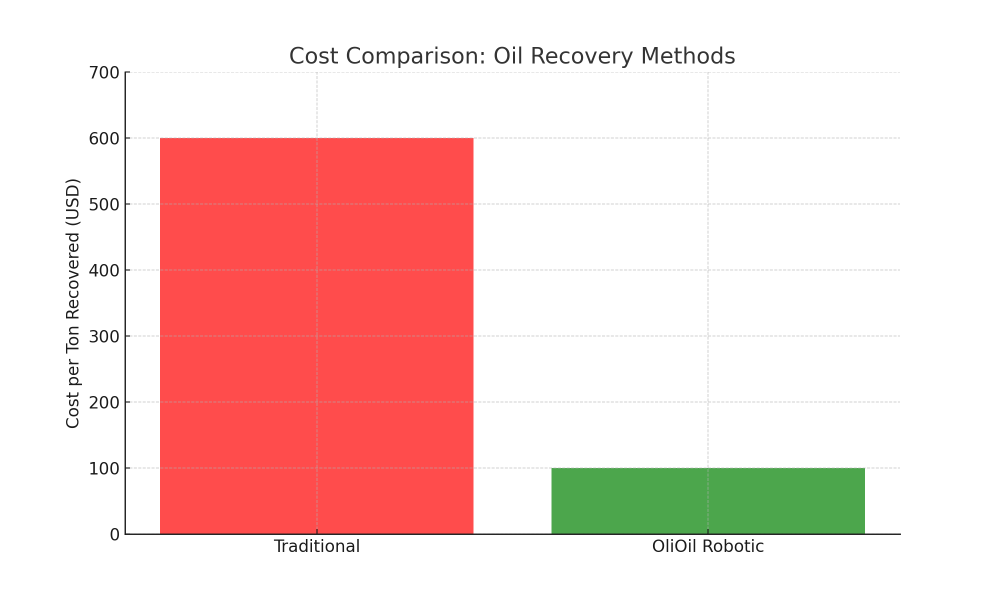 Cost Comparison: Oil Recovery Methods
Cost per Ton Recovered (USD)
700
600
500
400
300
200
100
0
Traditional
OliOil Robotic